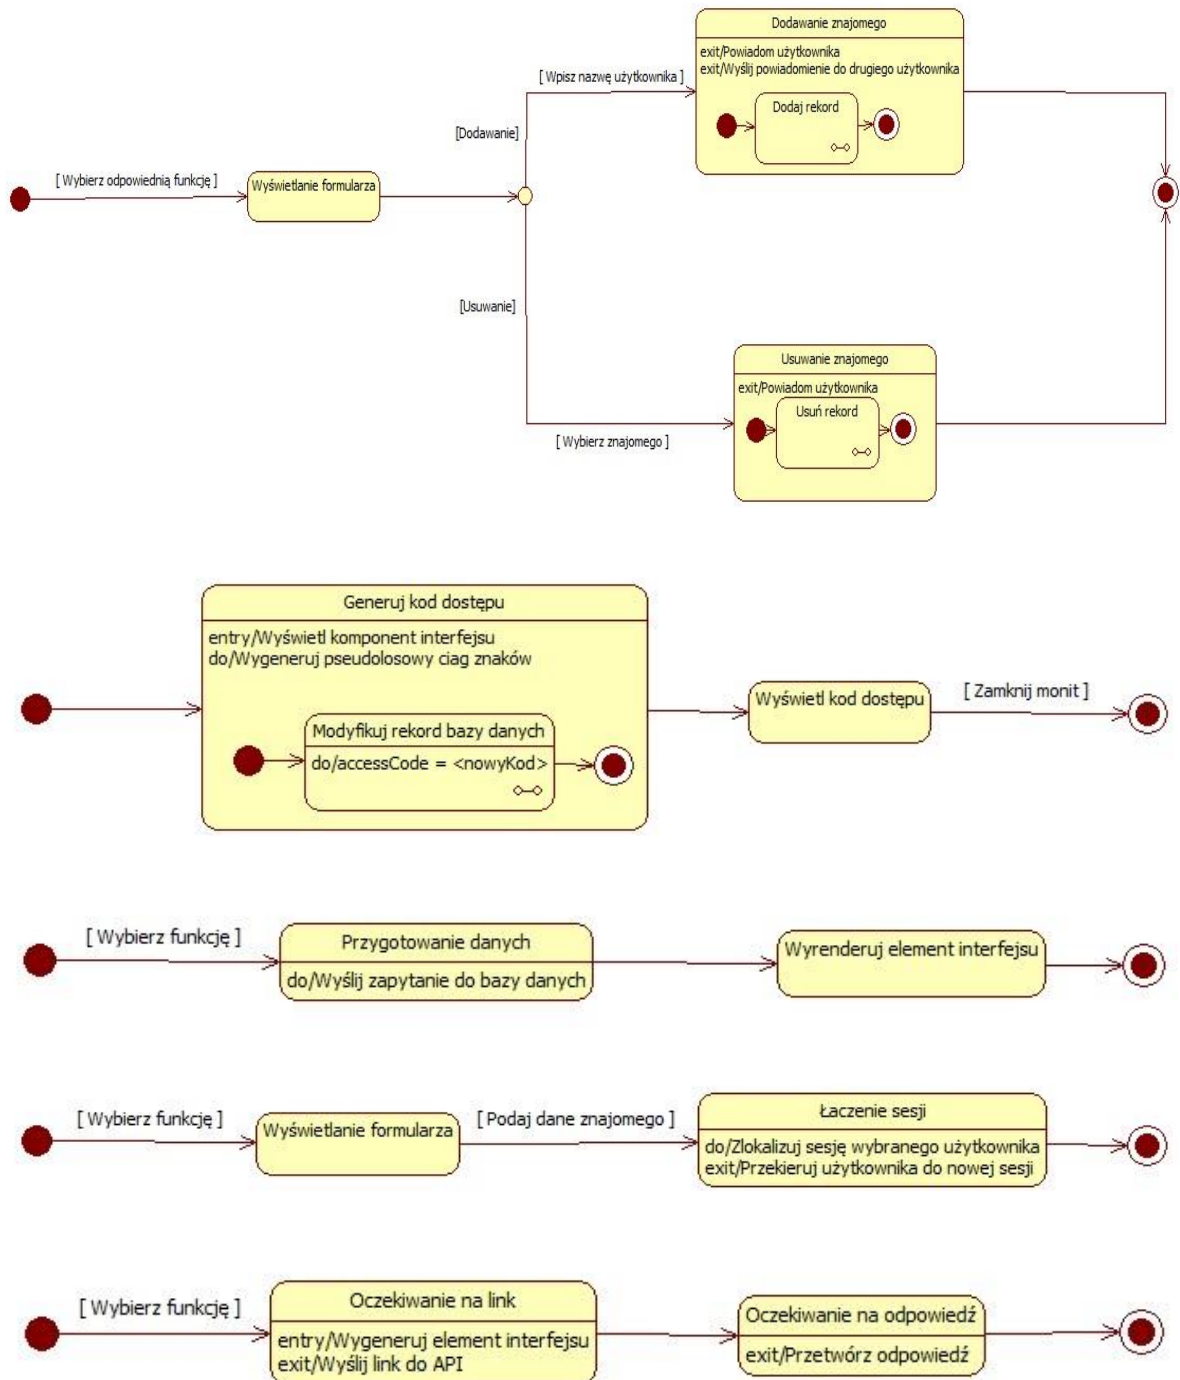 Dodawanie znajomego
exit/Powiadom użytkownika
exit/Wyślij powiadomienie do drugiego użytkownika
[ Wpisz nazwę użytkownika ]
Dodaj rekord
[Dodawanie]
[ Wybierz odpowiednią funkcję ]
Wyświetlanie formularza
[Usuwanie]
Usuwanie znajomego
exit/Powiadom użytkownika
Usuń rekord
[ Wybierz znajomego ]
Generuj kod dostępu
entry/Wyświetl komponent interfejsu
do/Wygeneruj pseudolosowy ciag znaków
Modyfikuj rekord bazy danych
do/accessCode = <nowyKod>
Wyświetl kod dostępu
[ Zamknij monit ]
[ Wybierz funkcję ]
Przygotowanie danych
do/Wyślij zapytanie do bazy danych
Wyrenderuj element interfejsu
[ Wybierz funkcję ]
Wyświetlanie formularza
[ Podaj dane znajomego ]
Łaczenie sesji
do/Zlokalizuj sesję wybranego użytkownika
exit/Przekieruj użytkownika do nowej sesji
[ Wybierz funkcję ]
Oczekiwanie na link
entry/Wygeneruj element interfejsu
exit/Wyślij link do API
Oczekiwanie na odpowiedź
exit/Przetwórz odpowiedź